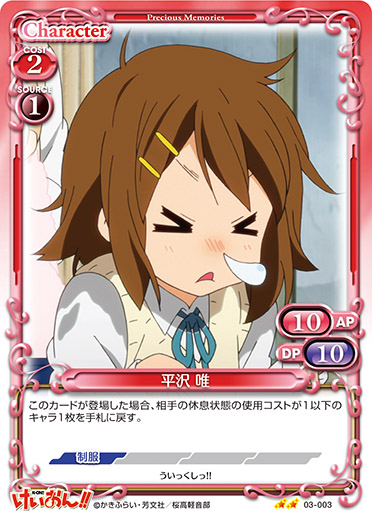 Precious Memories
Character
COST
2
SOURCE
1
10 AP
DP 10
平沢 唯
このカードが登場した場合、相手の休息状態の使用コストが1以下の
キャラ1枚を手札に戻す。
制服
ういっくしっ!!
K-ON!!
けいおん!!
©かきふらい・芳文社/桜高軽音部
03-003